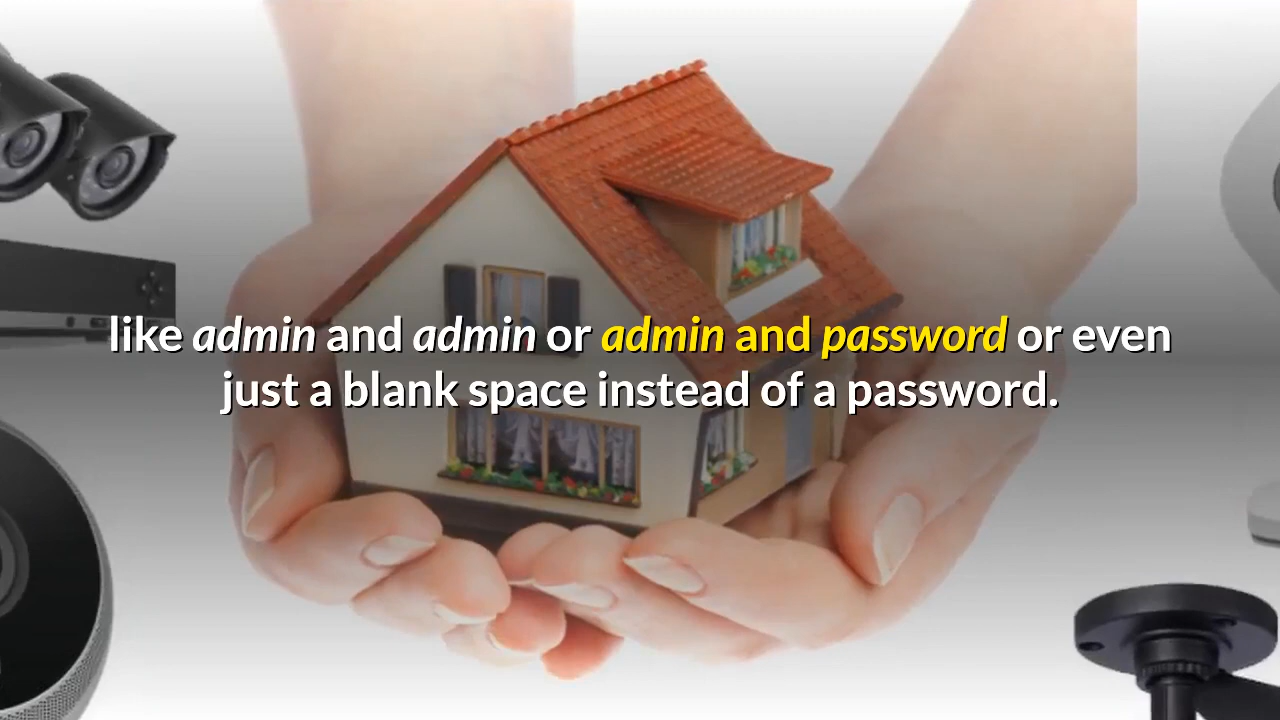 like admin and admin or admin and password or even
just a blank space instead of a password.